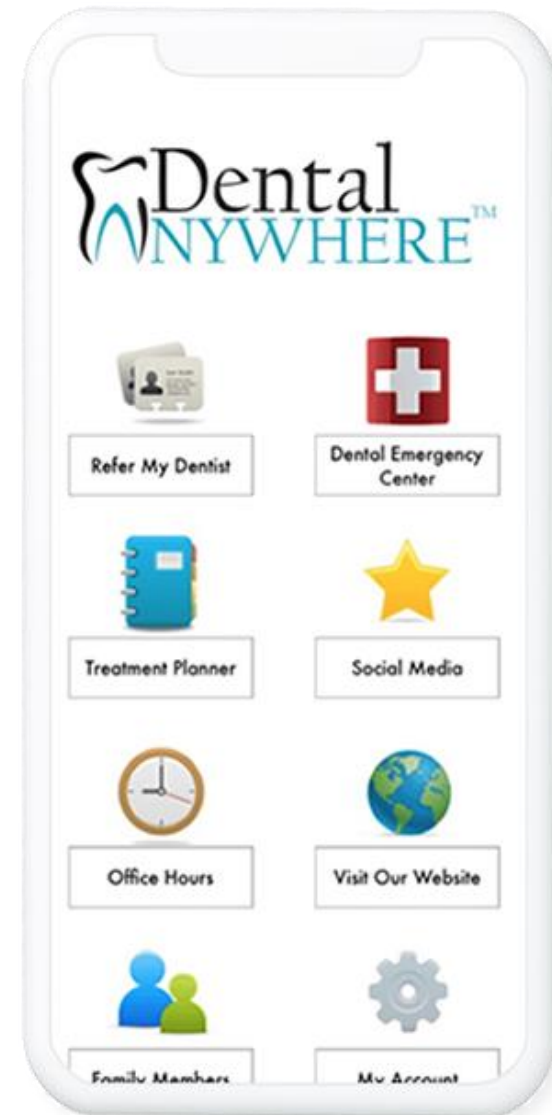 Dental
ANYWHERE™
Refer My Dentist
Dental Emergency
Center
Treatment Planner
Social Media
Office Hours
Visit Our Website
Family Members
My Account